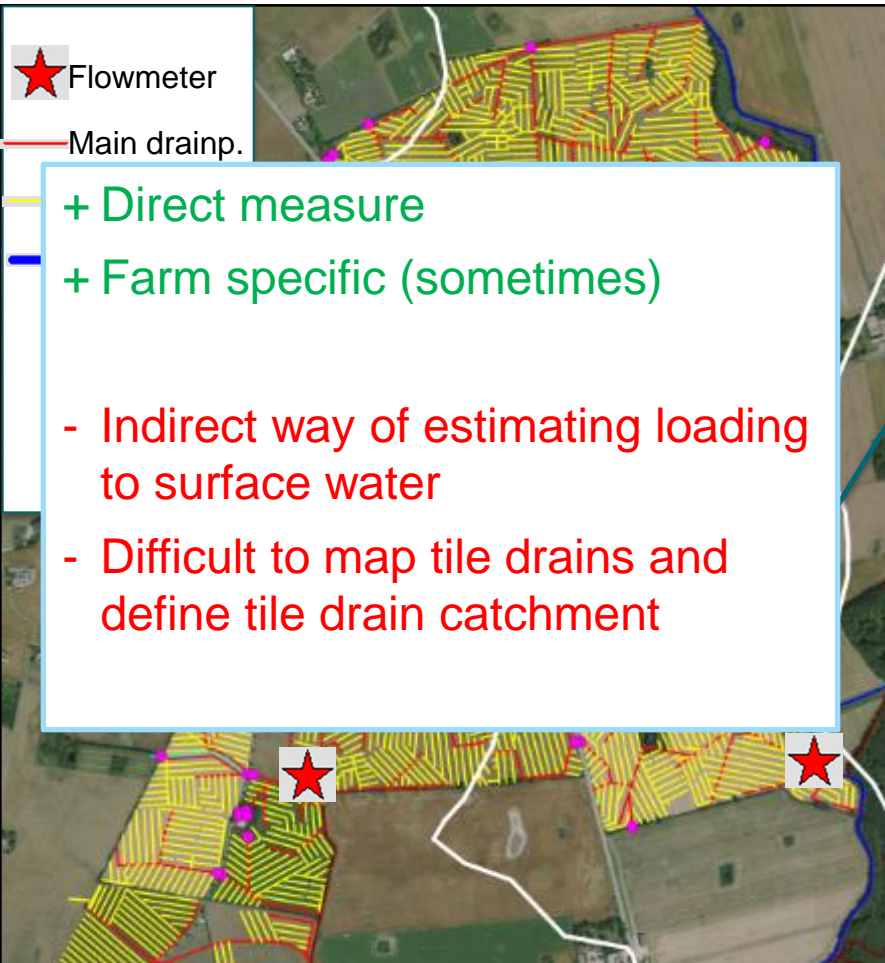 Flowmeter
Main drainp.
+ Direct measure
+ Farm specific (sometimes)
- Indirect way of estimating loading
to surface water
- Difficult to map tile drains and
define tile drain catchment